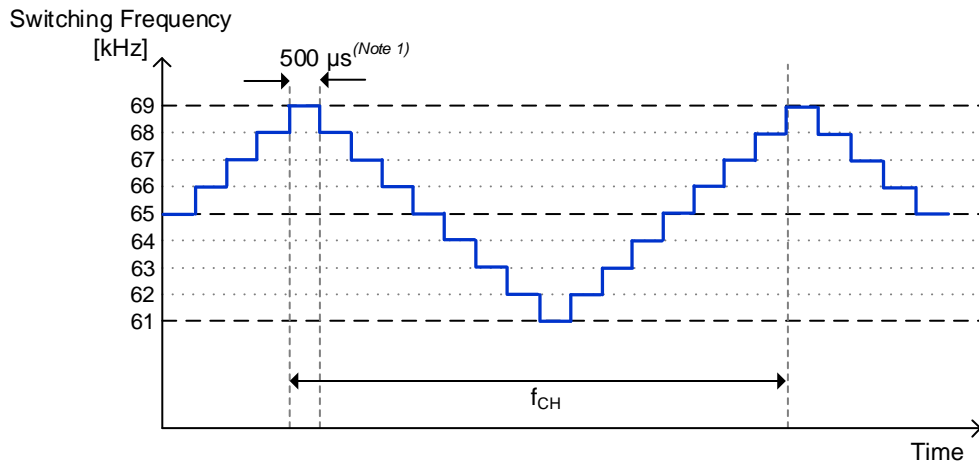 Switching Frequency
[kHz]
500 µs(Note 1)
69
68
67
66
65
64
63
62
61
fCH
Time